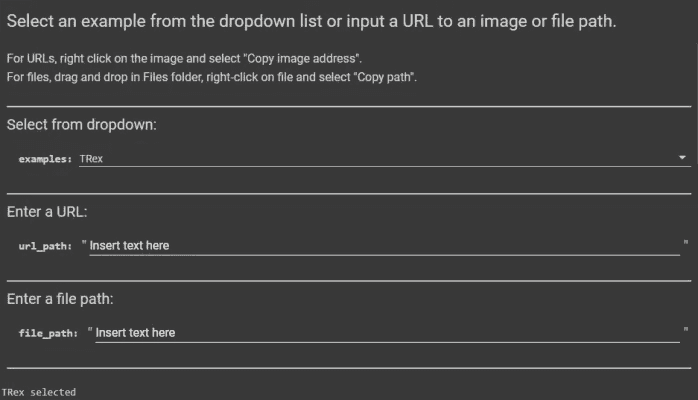 Select an example from the dropdown list or input a URL to an image or file path.
For URLs, right click on the image and select "Copy image address".
For files, drag and drop in Files folder, right-click on file and select "Copy path".
Select from dropdown:
examples: TRex
Enter a URL:
url_path: " Insert text here "
Enter a file path:
file_path: " Insert text here "
TRex selected